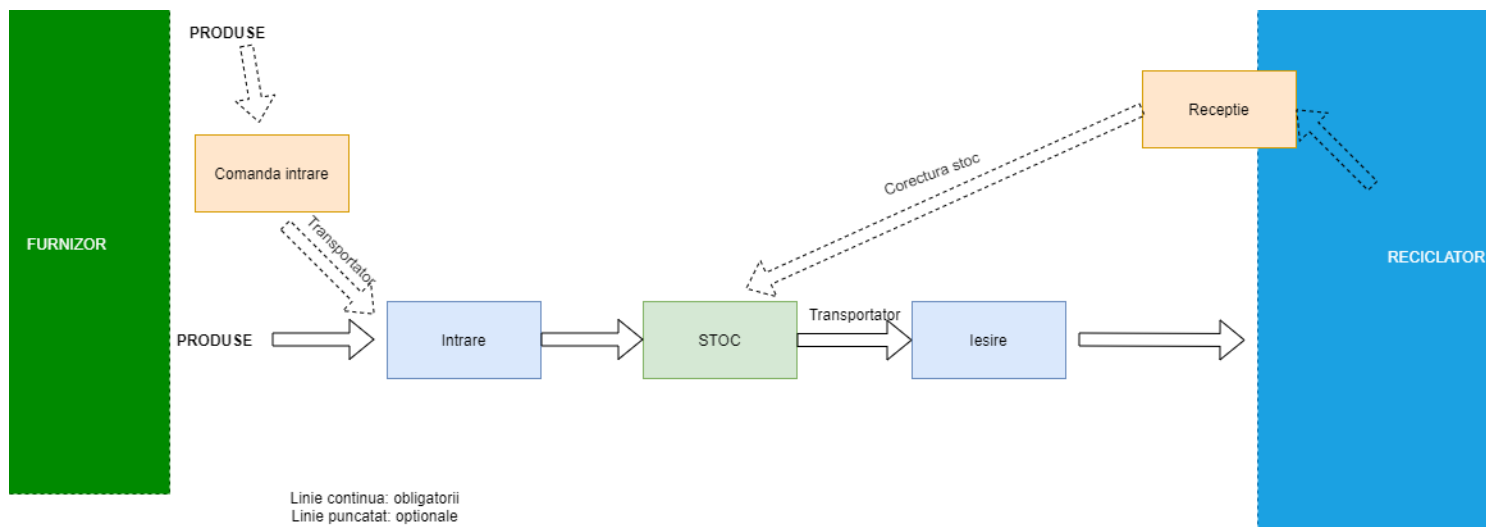 PRODUSE
Receptie
Comanda intrare
Corectura stoc
Transportator
FURNIZOR
RECICLATOR
Transportator
PRODUSE
Intrare
STOC
Iesire
Linie continua: obligatorii
Linie puncatat: optionale